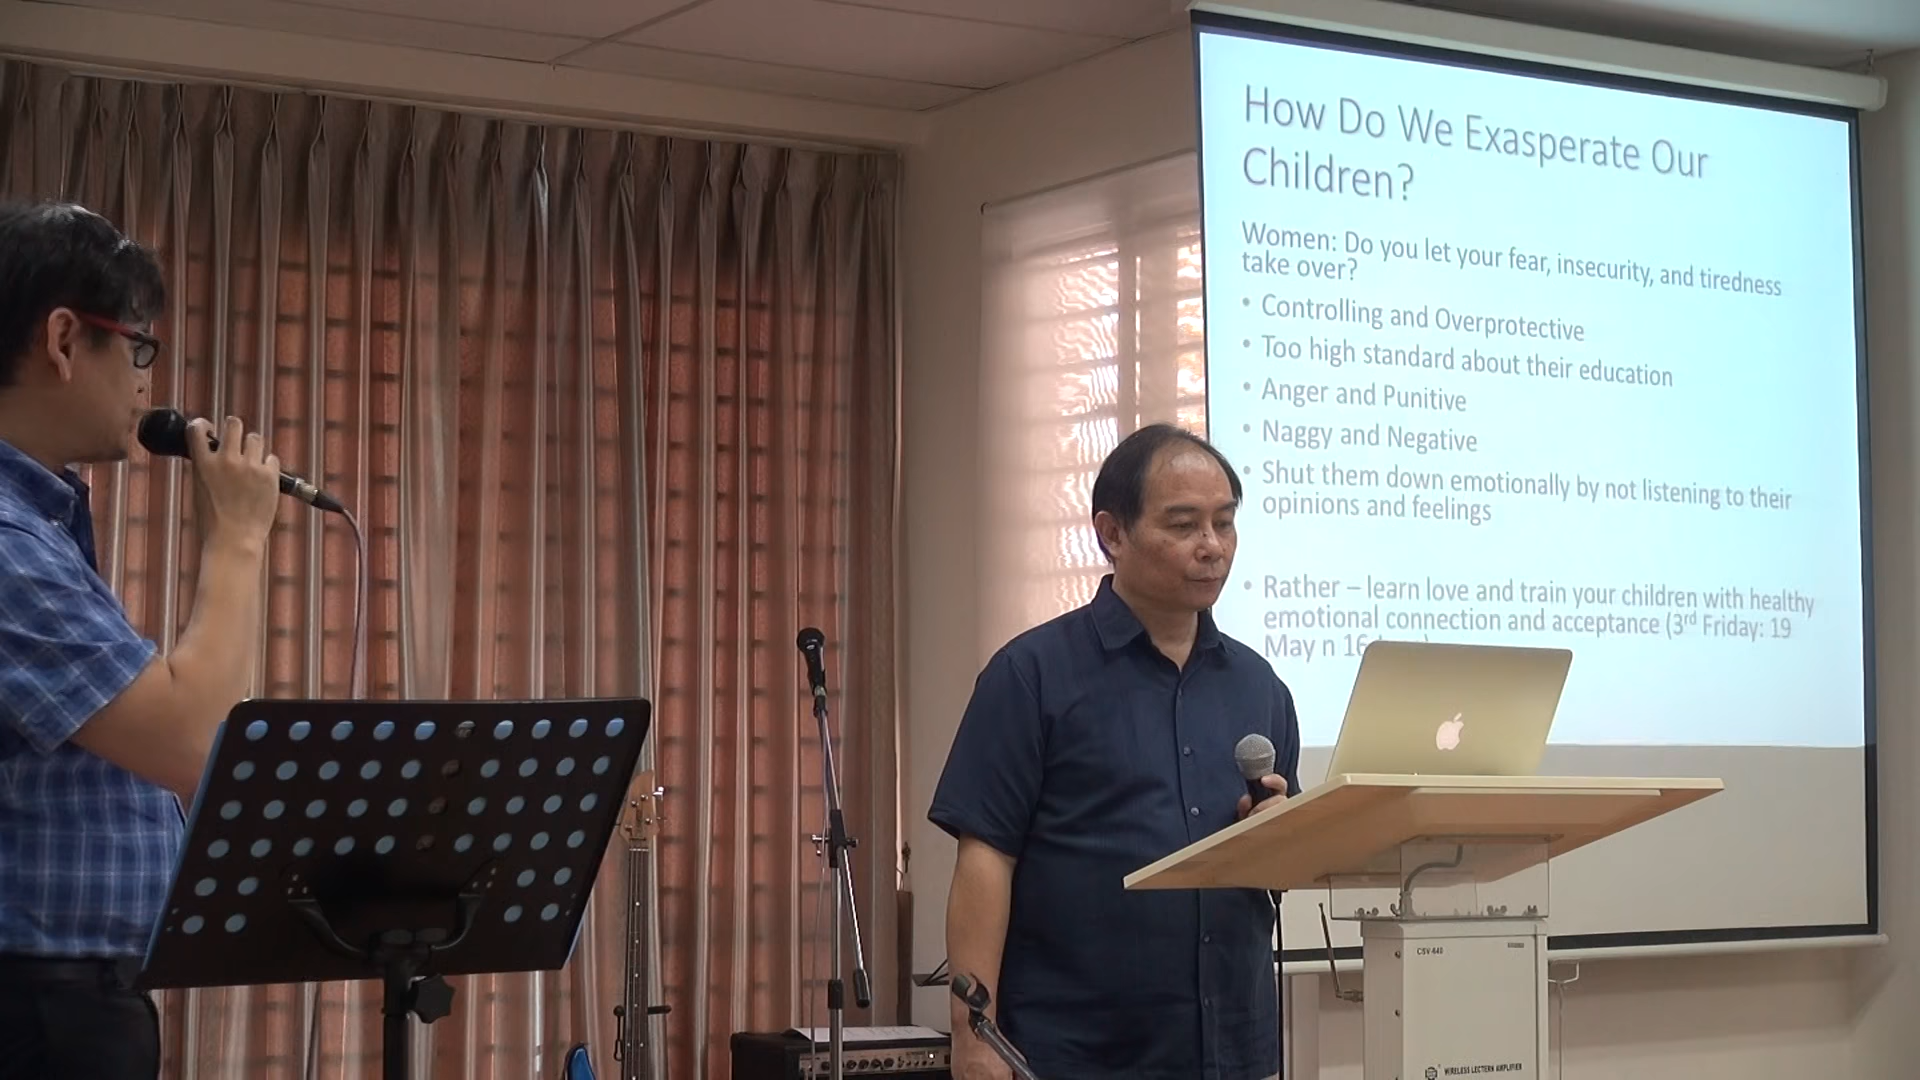 How Do We Exasperate Our
Children?
Women: Do you let your fear, insecurity, and tiredness
take over?
• Controlling and Overprotective
• Too high standard about their education
• Anger and Punitive
• Naggy and Negative
• Shut them down emotionally by not listening to their
opinions and feelings
• Rather – learn love and train your children with healthy
emotional connection and acceptance (3rd Friday: 19
May n 16
CSV-640
WIRELESS LECTERN AMPLIFIER